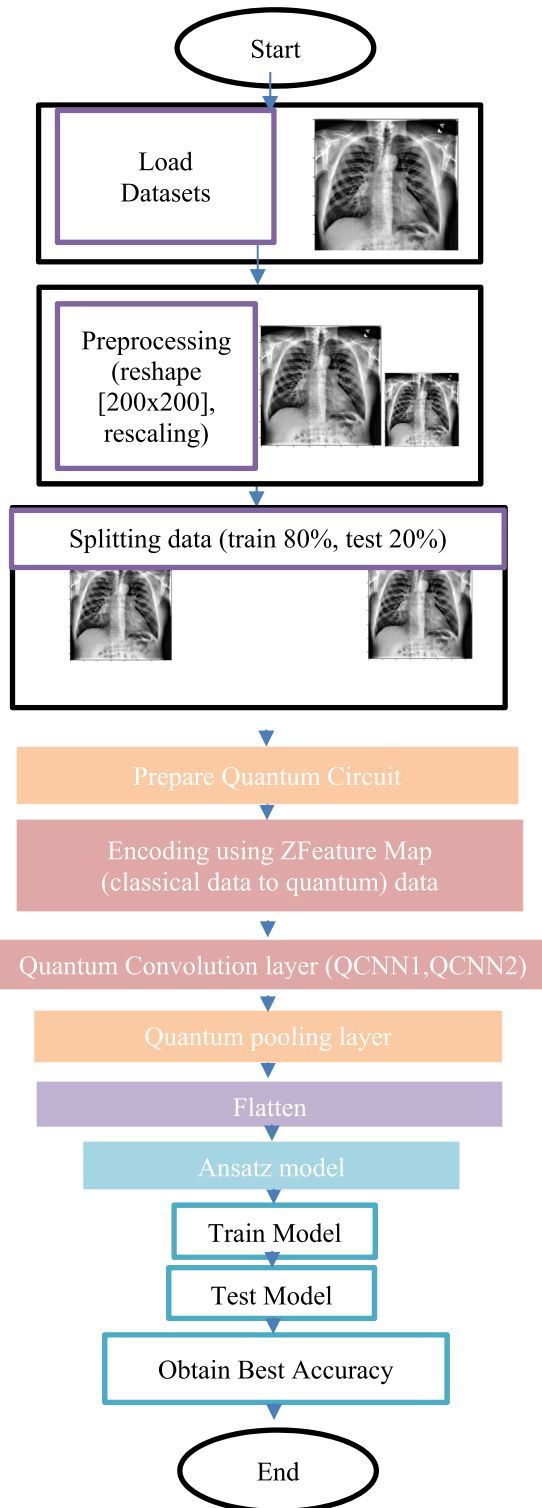 Start
Load
Datasets
Preprocessing
(reshape
[200x200],
rescaling)
Splitting data (train 80%, test 20%)
Prepare Quantum Circuit
Encoding using ZFeature Map
(classical data to quantum) data
Quantum Convolution layer (QCNN1,QCNN2)
Quantum pooling layer
Flatten
Ansatz model
Train Model
Test Model
Obtain Best Accuracy
End